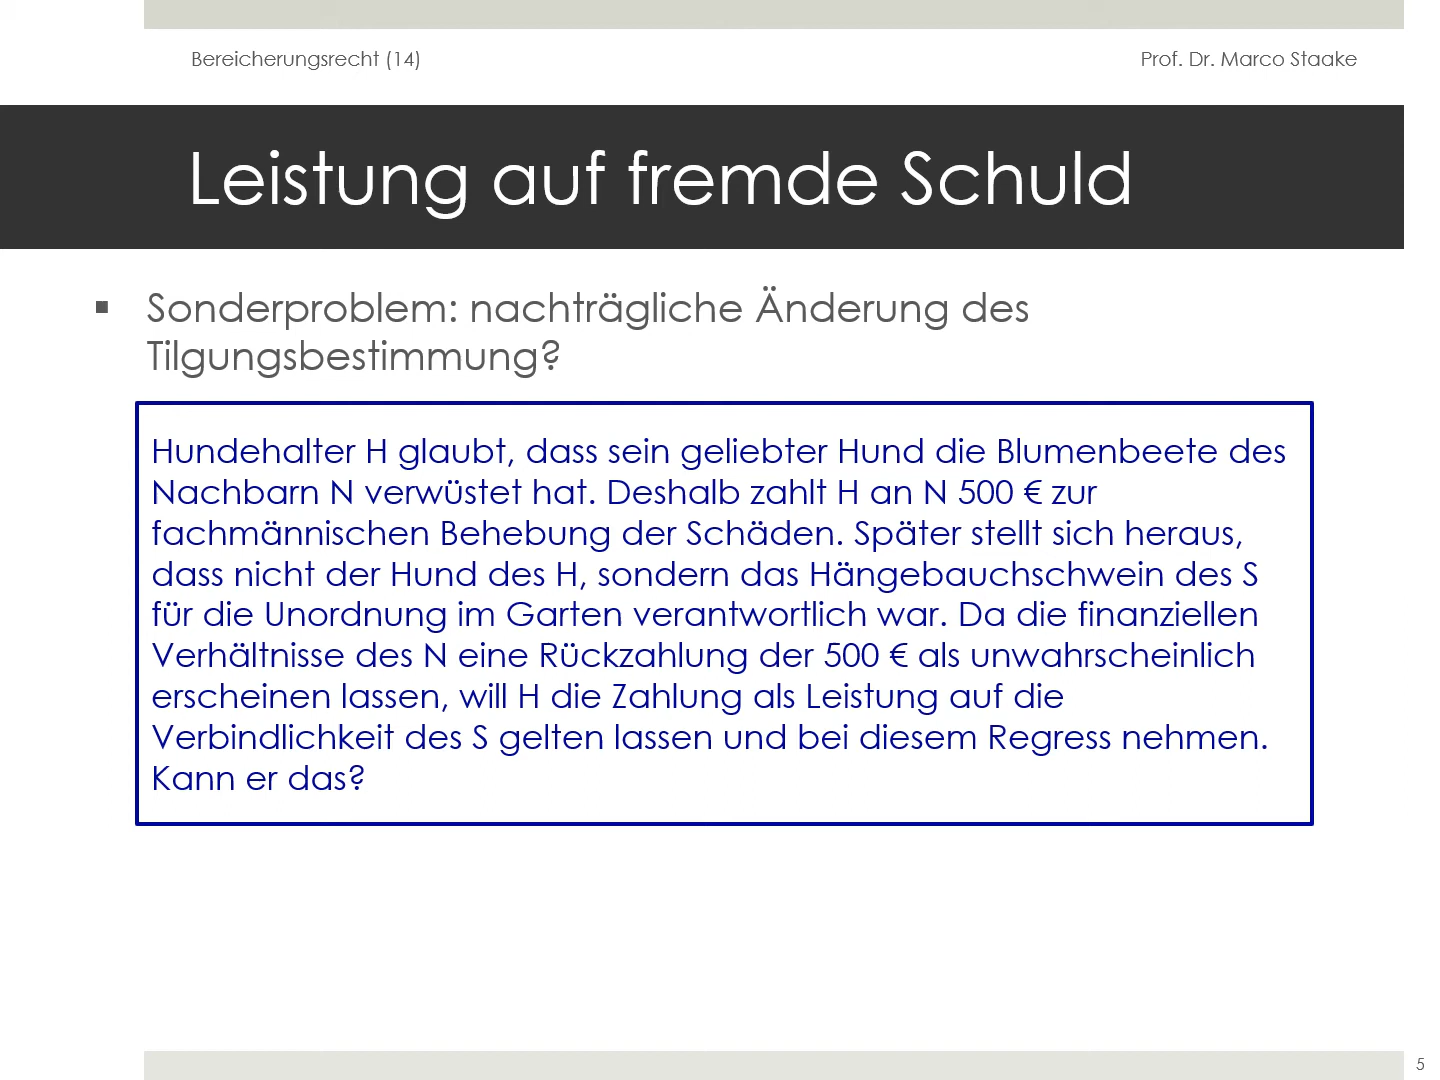 Bereicherungsrecht (14)
Prof. Dr. Marco Staake
Leistung auf fremde Schuld
▪ Sonderproblem: nachträgliche Änderung des
Tilgungsbestimmung?
Hundehalter H glaubt, dass sein geliebter Hund die Blumenbeete des
Nachbarn N verwüstet hat. Deshalb zahlt H an N 500 € zur
fachmännischen Behebung der Schäden. Später stellt sich heraus,
dass nicht der Hund des H, sondern das Hängebauchschwein des S
für die Unordnung im Garten verantwortlich war. Da die finanziellen
Verhältnisse des N eine Rückzahlung der 500 € als unwahrscheinlich
erscheinen lassen, will H die Zahlung als Leistung auf die
Verbindlichkeit des S gelten lassen und bei diesem Regress nehmen.
Kann er das?
5